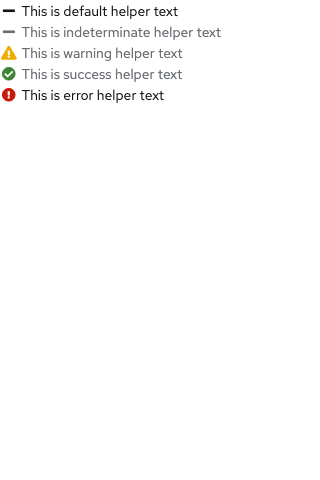 This is default helper text
This is indeterminate helper text
This is warning helper text
This is success helper text
This is error helper text